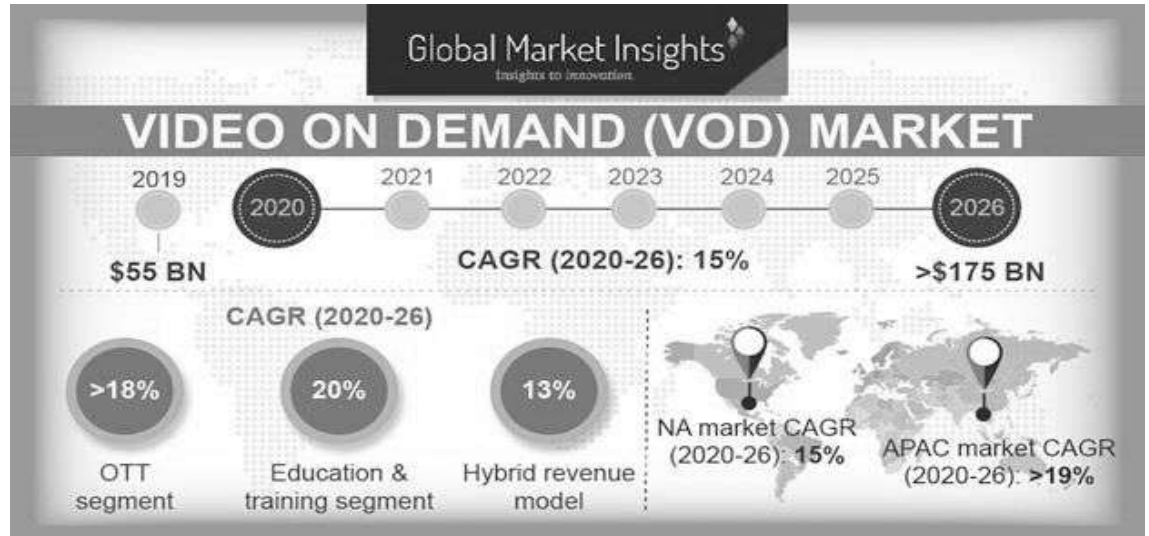 Global Market Insights
Insights to innovation
VIDEO ON DEMAND (VOD) MARKET
2019
2020
2021
2022
2023
2024
2025
2026
$55 BN
CAGR (2020-26): 15%
>$175 BN
CAGR (2020-26)
>18%
20%
13%
OTT
segment
Education &
training segment
Hybrid revenue
model
NA market CAGR
(2020-26): 15%
APAC market CAGR
(2020-26): >19%